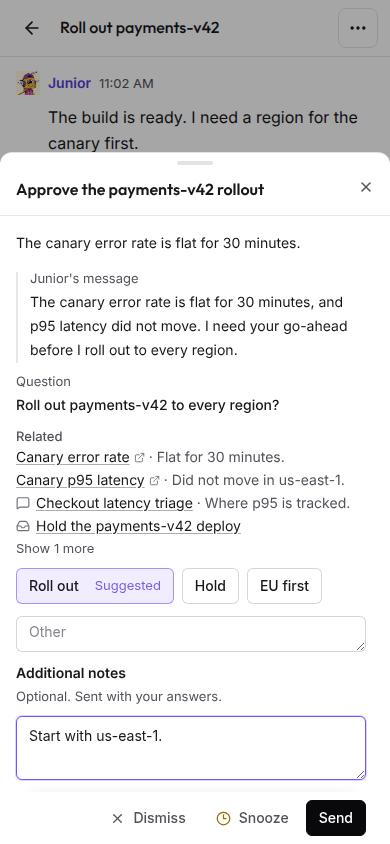 Roll out payments-v42
Junior 11:02 AM
The build is ready. I need a region for the
canary first.
Approve the payments-v42 rollout
The canary error rate is flat for 30 minutes.
Junior's message
The canary error rate is flat for 30 minutes, and
p95 latency did not move. I need your go-ahead
before I roll out to every region.
Question
Roll out payments-v42 to every region?
Related
Canary error rate · Flat for 30 minutes.
Canary p95 latency · Did not move in us-east-1.
Checkout latency triage · Where p95 is tracked.
Hold the payments-v42 deploy
Show 1 more
Roll out Suggested Hold EU first
Other
Additional notes
Optional. Sent with your answers.
Start with us-east-1.
Dismiss Snooze Send